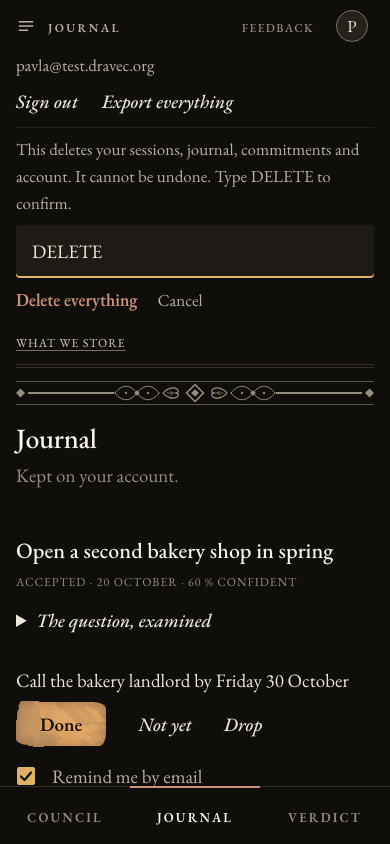 JOURNAL
FEEDBACK
P
pavla@test.dravec.org
Sign out
Export everything
This deletes your sessions, journal, commitments and
account. It cannot be undone. Type DELETE to
confirm.
DELETE
Delete everything
Cancel
WHAT WE STORE
Journal
Kept on your account.
Open a second bakery shop in spring
ACCEPTED · 20 OCTOBER · 60 % CONFIDENT
The question, examined
Call the bakery landlord by Friday 30 October
Done
Not yet
Drop
Remind me by email
COUNCIL
JOURNAL
VERDICT